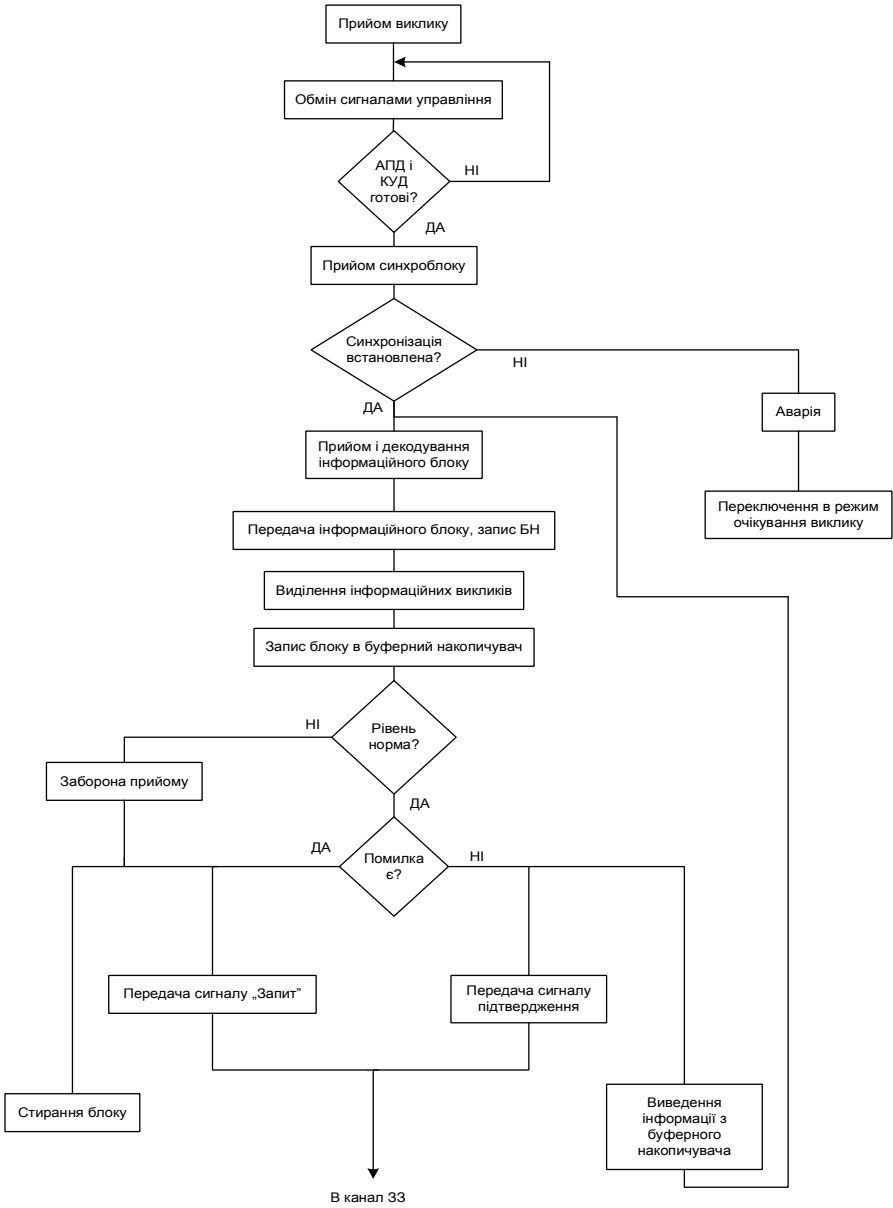 Прийом виклику
Обмін сигналами управління
АПД і
КУД
готові?
НІ
ДА
Прийом синхроблоку
Синхронізація
встановлена?
НІ
ДА
Аварія
Прийом і декодування
інформаційного блоку
Переключення в режим
очікування виклику
Передача інформаційного блоку, запис БН
Виділення інформаційних викликів
Запис блоку в буферний накопичувач
НІ
Рівень
норма?
Заборона прийому
ДА
ДА
Помилка
є?
НІ
Передача сигналу „Запит”
Передача сигналу
підтвердження
Стирання блоку
Виведення
інформації з
буферного
накопичувача
В канал ЗЗ